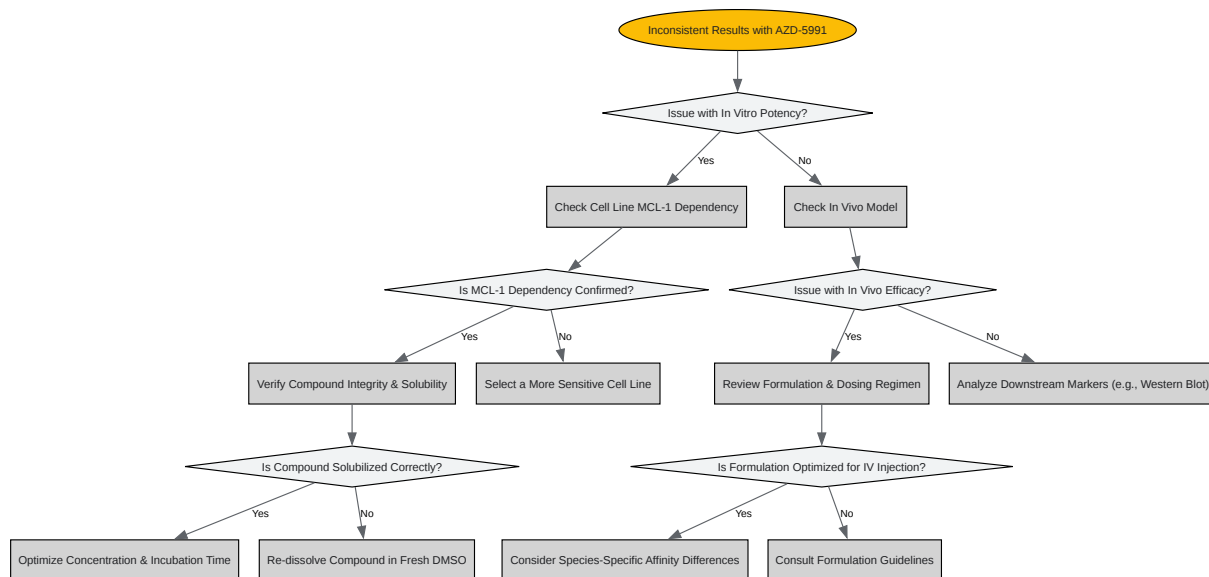 Inconsistent Results with AZD-5991
Issue with In Vitro Potency?
Yes
No
Check Cell Line MCL-1 Dependency
Check In Vivo Model
Is MCL-1 Dependency Confirmed?
Issue with In Vivo Efficacy?
Yes
No
Yes
No
Verify Compound Integrity & Solubility
Select a More Sensitive Cell Line
Review Formulation & Dosing Regimen
Analyze Downstream Markers (e.g., Western Blot)
Is Compound Solubilized Correctly?
Is Formulation Optimized for IV Injection?
Yes
No
Yes
No
Optimize Concentration & Incubation Time
Re-dissolve Compound in Fresh DMSO
Consider Species-Specific Affinity Differences
Consult Formulation Guidelines